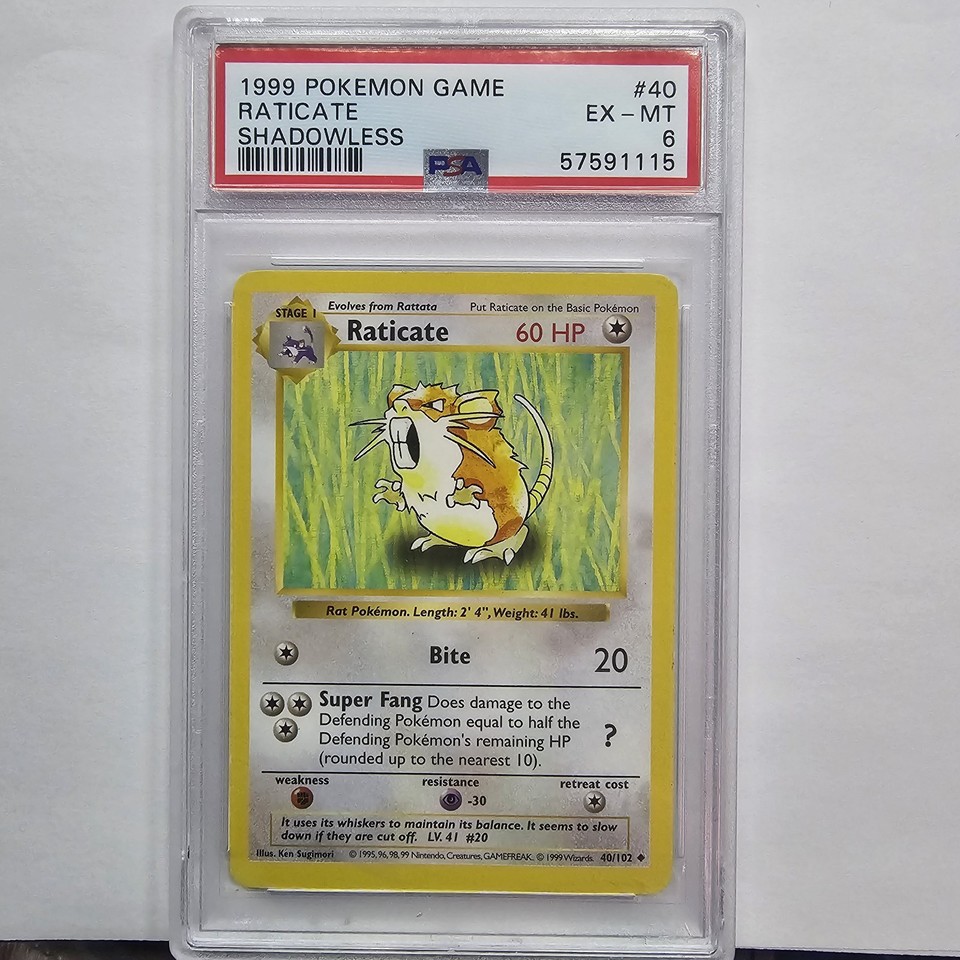 1999 POKEMON GAME #40
RATICATE EX - MT
SHADOWLESS 6
PSA 57591115
STAGE 1 Evolves from Rattata Put Raticate on the Basic Pokémon
Raticate 60 HP
Rat Pokémon. Length: 2' 4", Weight: 41 lbs.
Bite 20
Super Fang Does damage to the
Defending Pokémon equal to half the
Defending Pokémon's remaining HP ?
(rounded up to the nearest 10).
weakness resistance retreat cost
-30
It uses its whiskers to maintain its balance. It seems to slow
down if they are cut off. LV. 41 #20
Illus. Ken Sugimori © 1995, 96, 98, 99 Nintendo, Creatures, GAMEFREAK. © 1999 Wizards. 40/102